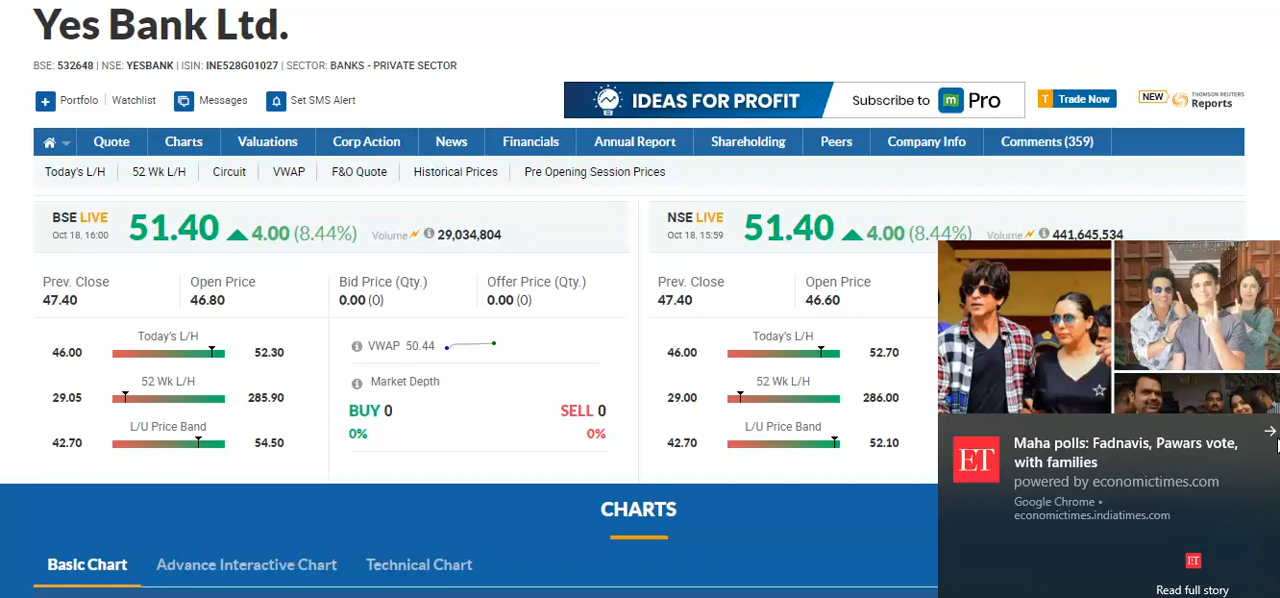 Yes Bank Ltd.
BSE: 532648 | NSE: YESBANK | ISIN: INE528G01027 | SECTOR: BANKS - PRIVATE SECTOR
+ Portfolo | Watchlist Messages Set SMS Alert
IDEAS FOR PROFIT Subscribe to m Pro
T Trade Now
NEW THOMSON REUTERS
Reports
Quote Charts Valuations Corp Action News Financials Annual Report Shareholding Peers Company Info Comments (359)
Today's L/H 52 Wk L/H Circuit VWAP F&O Quote Historical Prices Pre Opening Session Prices
BSE LIVE
Oct 18, 16:00
51.40 4.00 (8.44%) Volume 29,034,804
Prev. Close
47.40
Open Price
46.80
Bid Price (Qty.)
0.00 (0)
Offer Price (Qty.)
0.00 (0)
Today's L/H
46.00 52.30
52 Wk L/H
29.05 285.90
L/U Price Band
42.70 54.50
VWAP 50.44
Market Depth
BUY 0 SELL 0
0% 0%
NSE LIVE
Oct 18, 15:59
51.40 4.00 (8.44%) Volume 441,645,534
Prev. Close
47.40
Open Price
46.60
Today's L/H
46.00 52.70
52 Wk L/H
29.00 286.00
L/U Price Band
42.70 52.10
CHARTS
Basic Chart Advance Interactive Chart Technical Chart
ET
Maha polls: Fadnavis, Pawars vote,
with families
powered by economictimes.com
Google Chrome •
economictimes.indiatimes.com
ET
Read full story